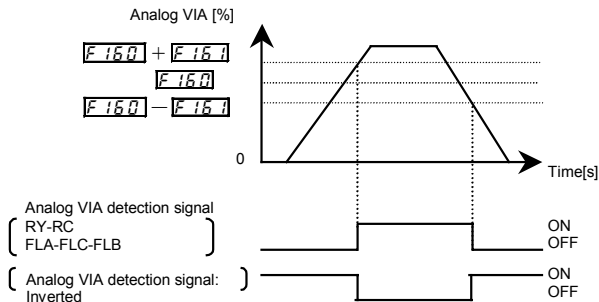 Analog VIA [%]
F160 + F161
F160
F160 − F161
0
Time[s]
Analog VIA detection signal
RY-RC
FLA-FLC-FLB
ON
OFF
Analog VIA detection signal:
Inverted
ON
OFF